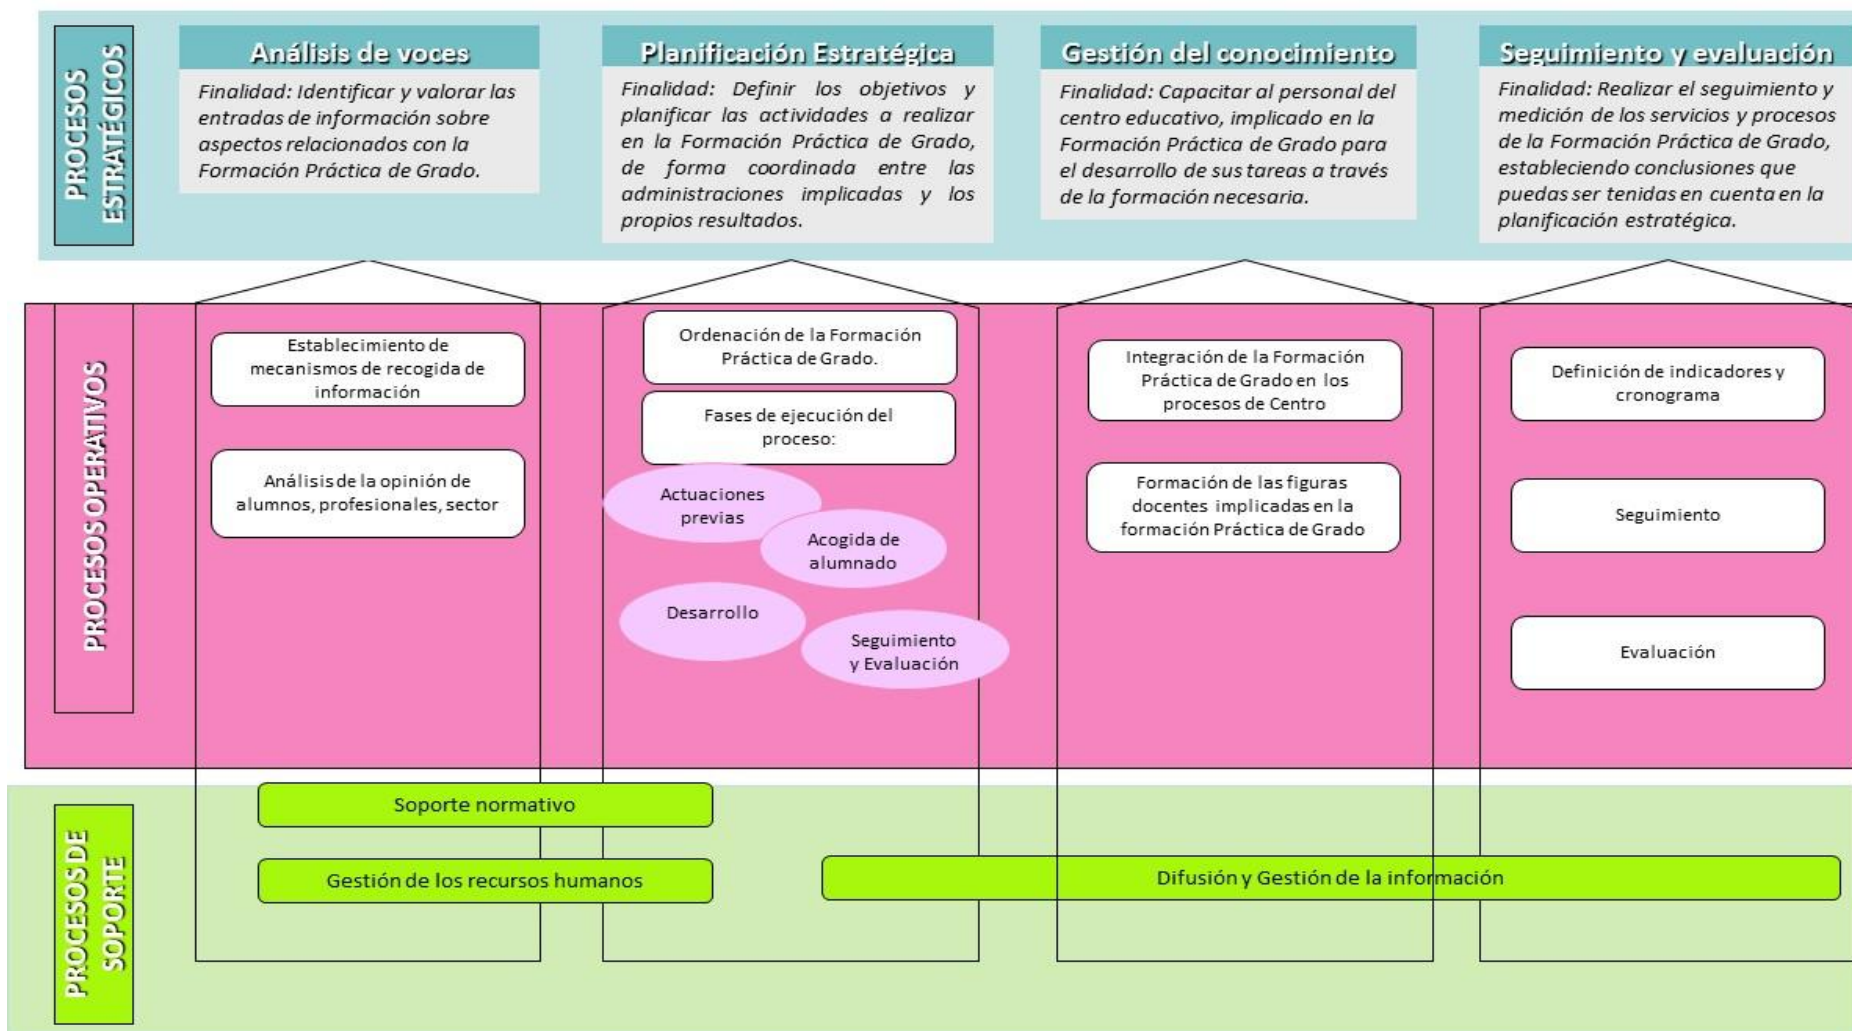 PROCESOS
ESTRATÉGICOS
Análisis de voces
Finalidad: Identificar y valorar las
entradas de información sobre
aspectos relacionados con la
Formación Práctica de Grado.
Planificación Estratégica
Finalidad: Definir los objetivos y
planificar las actividades a realizar
en la Formación Práctica de Grado,
de forma coordinada entre las
administraciones implicadas y los
propios resultados.
Gestión del conocimiento
Finalidad: Capacitar al personal del
centro educativo, implicado en la
Formación Práctica de Grado para
el desarrollo de sus tareas a través
de la formación necesaria.
Seguimiento y evaluación
Finalidad: Realizar el seguimiento y
medición de los servicios y procesos
de la Formación Práctica de Grado,
estableciendo conclusiones que
puedas ser tenidas en cuenta en la
planificación estratégica.
PROCESOS OPERATIVOS
Establecimiento de
mecanismos de recogida de
información
Análisis de la opinión de
alumnos, profesionales, sector
Ordenación de la Formación
Práctica de Grado.
Fases de ejecución del
proceso:
Actuaciones
previas
Acogida de
alumnado
Desarrollo
Seguimiento
y Evaluación
Integración de la Formación
Práctica de Grado en los
procesos de Centro
Formación de las figuras
docentes implicadas en la
formación Práctica de Grado
Definición de indicadores y
cronograma
Seguimiento
Evaluación
PROCESOS DE
SOPORTE
Soporte normativo
Gestión de los recursos humanos
Difusión y Gestión de la información